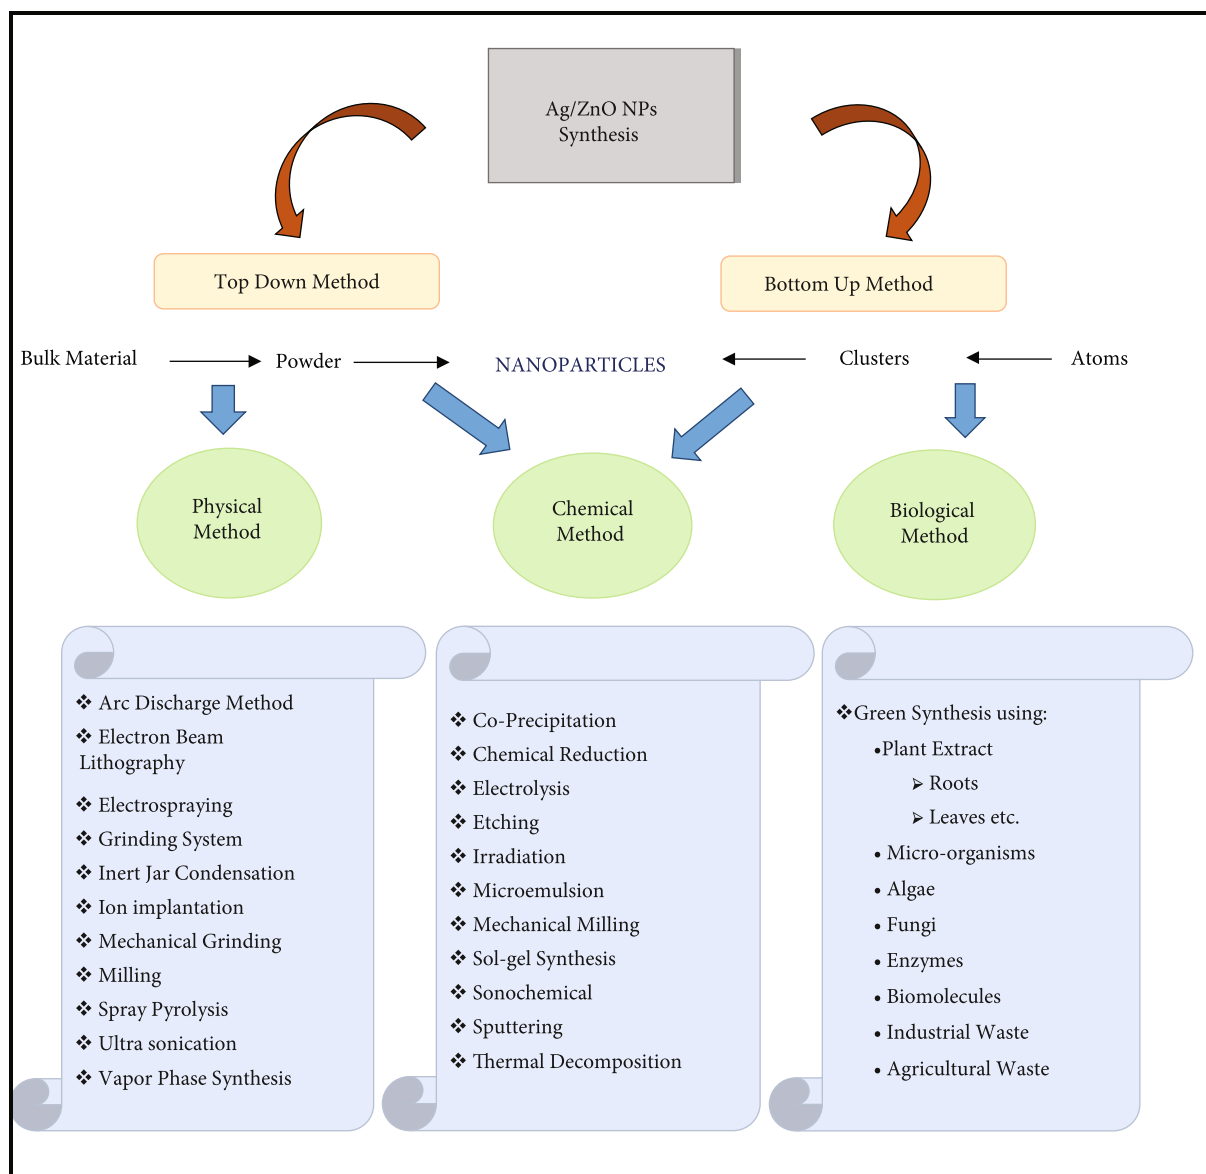 Ag/ZnO NPs
Synthesis
Top Down Method
Bottom Up Method
Bulk Material
Powder
NANOPARTICLES
Clusters
Atoms
Physical
Method
Chemical
Method
Biological
Method
❖ Arc Discharge Method
❖ Electron Beam
Lithography
❖ Electrospraying
❖ Grinding System
❖ Inert Jar Condensation
❖ Ion implantation
❖ Mechanical Grinding
❖ Milling
❖ Spray Pyrolysis
❖ Ultra sonication
❖ Vapor Phase Synthesis
❖ Co-Precipitation
❖ Chemical Reduction
❖ Electrolysis
❖ Etching
❖ Irradiation
❖ Microemulsion
❖ Mechanical Milling
❖ Sol-gel Synthesis
❖ Sonochemical
❖ Sputtering
❖ Thermal Decomposition
❖Green Synthesis using:
•Plant Extract
⮚ Roots
⮚ Leaves etc.
• Micro-organisms
• Algae
• Fungi
• Enzymes
• Biomolecules
• Industrial Waste
• Agricultural Waste